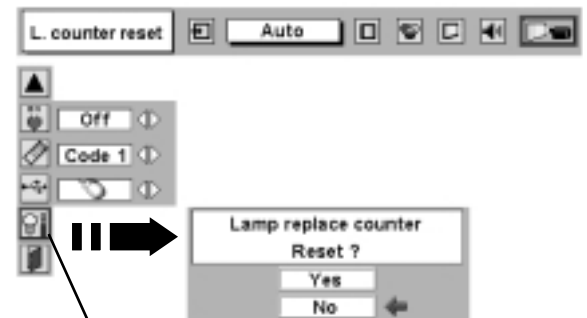 L. counter reset
Auto
Off
Code 1
Lamp replace counter
Reset ?
Yes
No